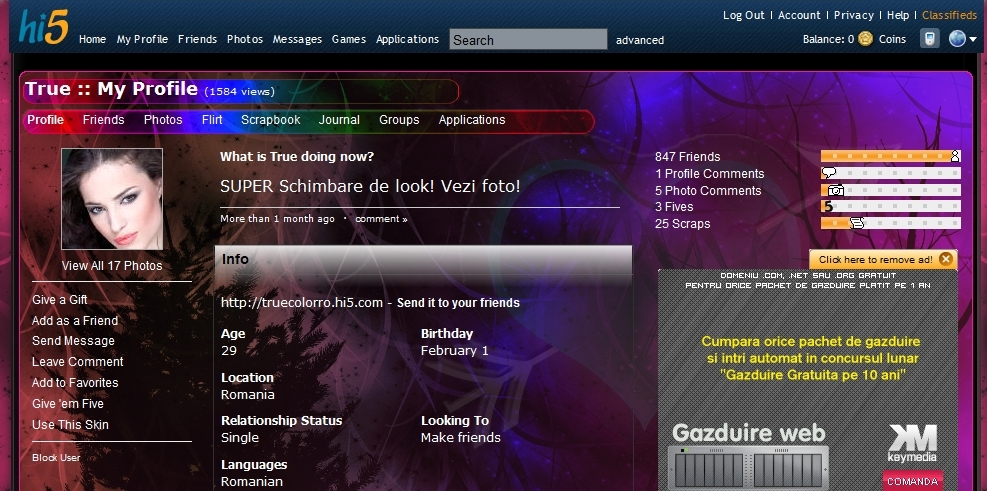 hi5
Log Out | Account | Privacy | Help | Classifieds
Home My Profile Friends Photos Messages Games Applications Search advanced
Balance: 0 Coins
True :: My Profile (1584 views)
Profile Friends Photos Flirt Scrapbook Journal Groups Applications
What is True doing now?
SUPER Schimbare de look! Vezi foto!
More than 1 month ago · comment »
847 Friends
1 Profile Comments
5 Photo Comments
3 Fives 5
25 Scraps
View All 17 Photos
Give a Gift
Add as a Friend
Send Message
Leave Comment
Add to Favorites
Give 'em Five
Use This Skin
Block User
Info
http://truecolorro.hi5.com - Send it to your friends
Age
29
Birthday
February 1
Location
Romania
Relationship Status
Single
Looking To
Make friends
Languages
Romanian
Click here to remove ad!
DOMENIU .COM, .NET SAU .ORG GRATUIT
PENTRU ORICE PACHET DE GAZDUIRE PLATIT PE 1 AN
Cumpara orice pachet de gazduire
si intri automat in concursul lunar
"Gazduire Gratuita pe 10 ani"
Gazduire web
KM
keymedia
COMANDA